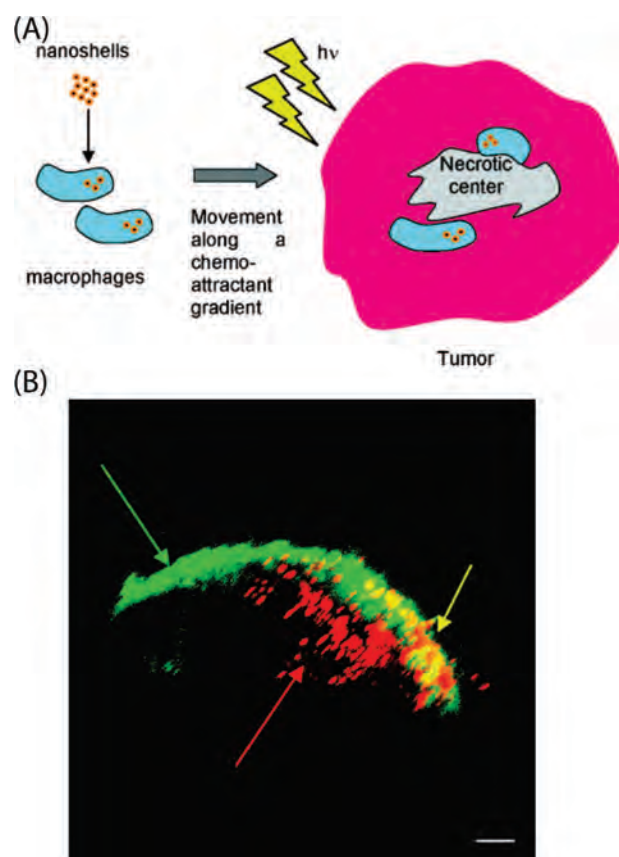 (A)
nanoshells
hν
Necrotic
center
Movement
along a
chemo-
attractant
gradient
macrophages
Tumor
(B)